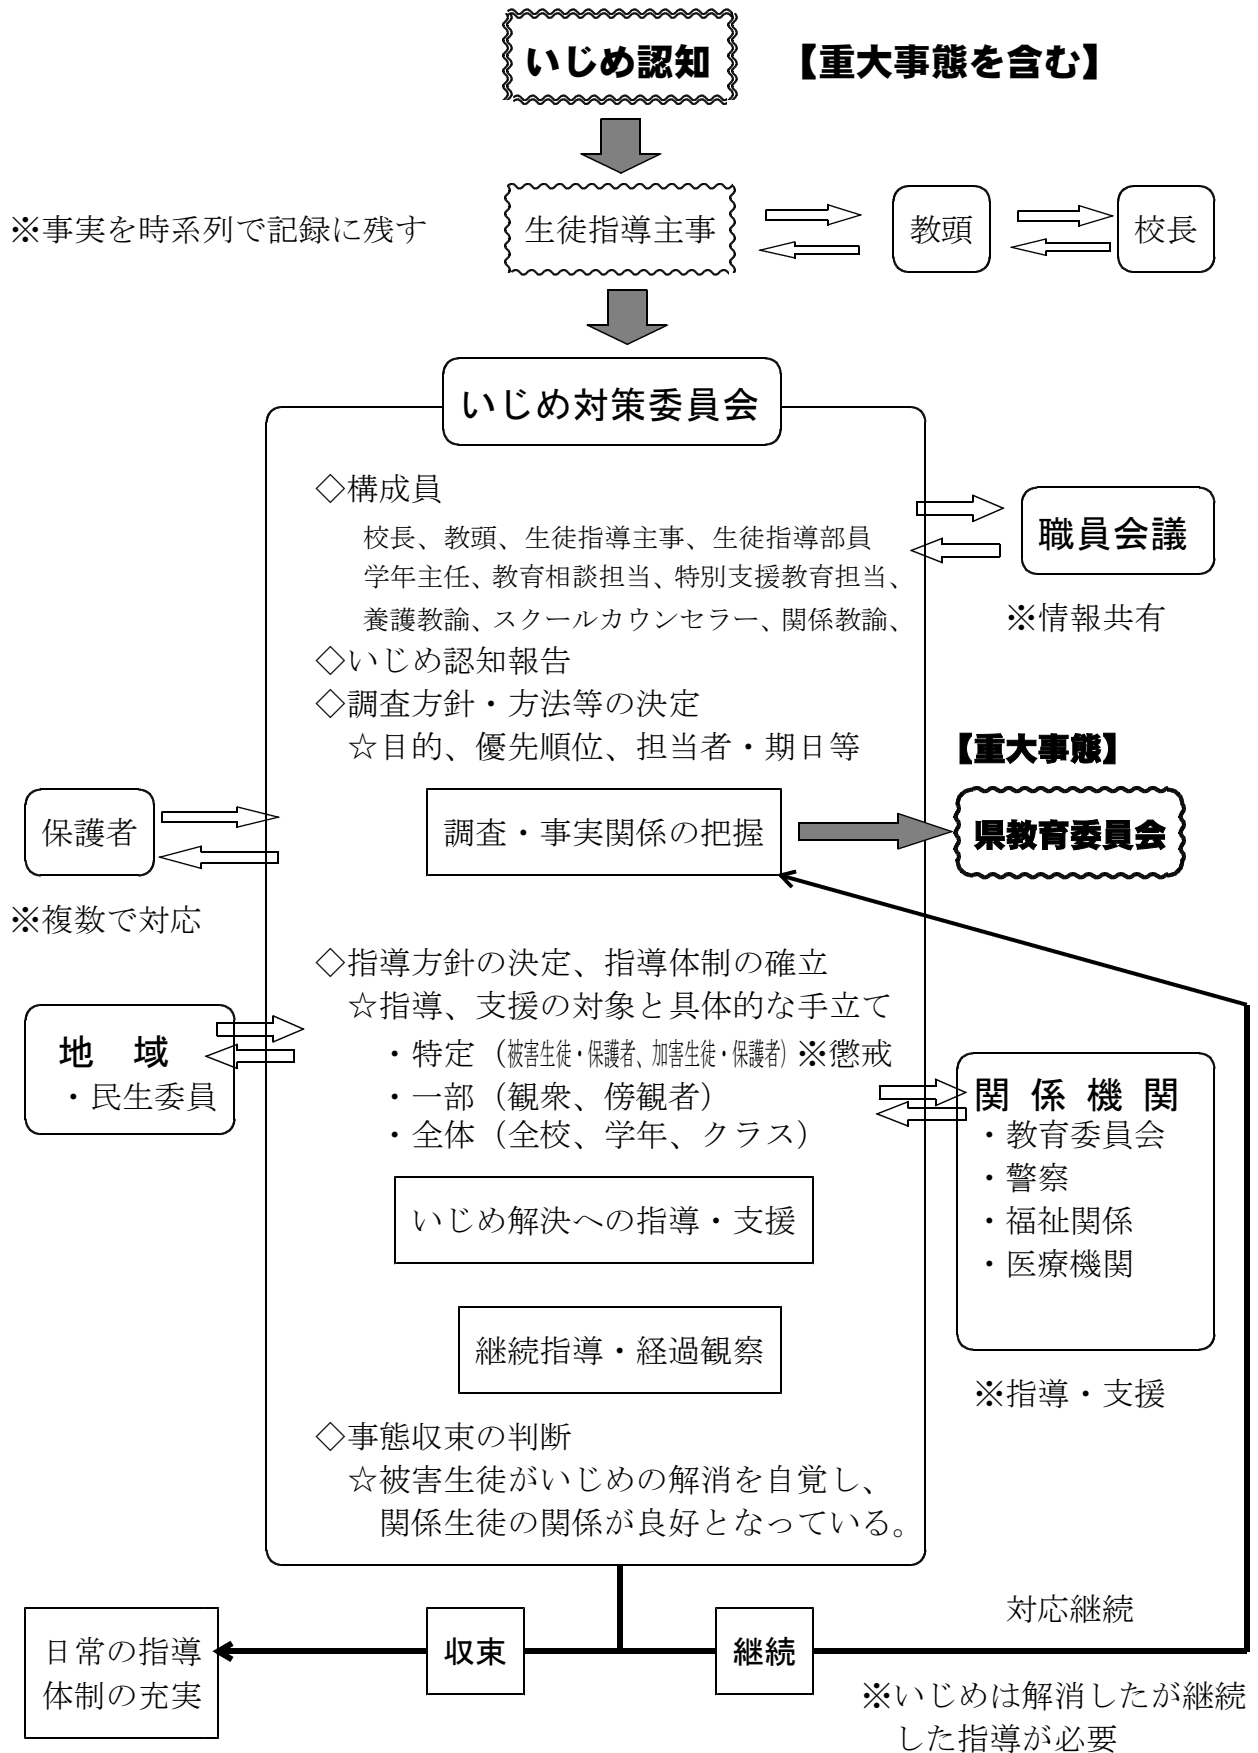 いじめ認知
【重大事態を含む】
※事実を時系列で記録に残す
生徒指導主事
教頭
校長
いじめ対策委員会
◇構成員
校長、教頭、生徒指導主事、生徒指導部員
学年主任、教育相談担当、特別支援教育担当、
養護教諭、スクールカウンセラー、関係教諭、
職員会議
※情報共有
◇いじめ認知報告
◇調査方針・方法等の決定
☆目的、優先順位、担当者・期日等
【重大事態】
保護者
調査・事実関係の把握
県教育委員会
※複数で対応
◇指導方針の決定、指導体制の確立
☆指導、支援の対象と具体的な手立て
・特定（被害生徒・保護者、加害生徒・保護者）※懲戒
・一部（観衆、傍観者）
・全体（全校、学年、クラス）
地　域
・民生委員
関係機関
・教育委員会
・警察
・福祉関係
・医療機関
※指導・支援
いじめ解決への指導・支援
継続指導・経過観察
◇事態収束の判断
☆被害生徒がいじめの解消を自覚し、
関係生徒の関係が良好となっている。
対応継続
日常の指導
体制の充実
収束
継続
※いじめは解消したが継続
した指導が必要